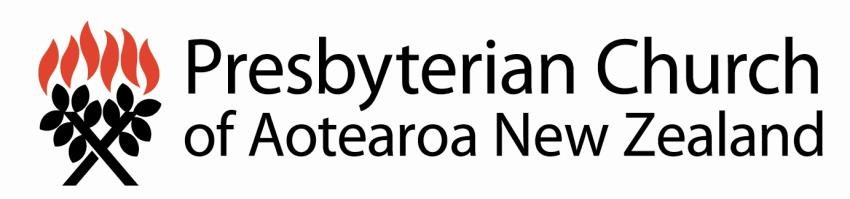 Presbyterian Church
of Aotearoa New Zealand